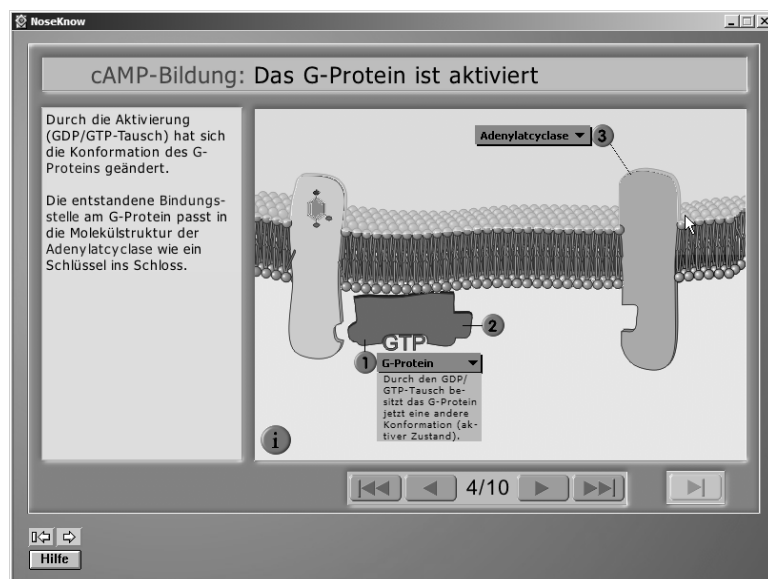 NoseKnow
cAMP-Bildung: Das G-Protein ist aktiviert
Durch die Aktivierung
(GDP/GTP-Tausch) hat sich
die Konformation des G-
Proteins geändert.
Die entstandene Bindungs-
stelle am G-Protein passt in
die Molekülstruktur der
Adenylatcyclase wie ein
Schlüssel ins Schloss.
Adenylatcyclase 3
2
GTP
1 G-Protein
Durch den GDP/
GTP-Tausch be-
sitzt das G-Protein
jetzt eine andere
Konformation (ak-
tiver Zustand).
i
4/10
Hilfe